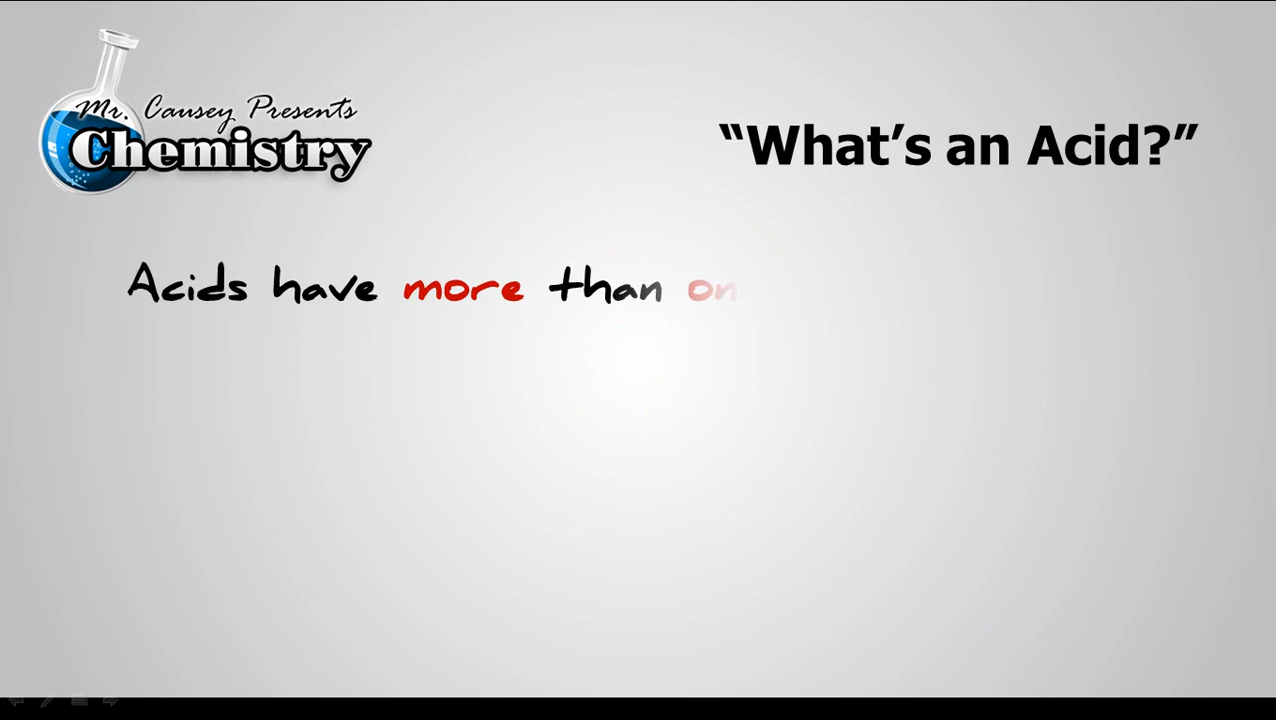 Mr. Causey Presents
Chemistry
“What’s an Acid?”
Acids have more than on